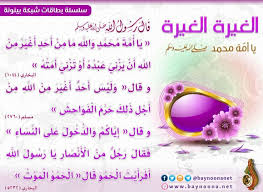 سلسلة بطاقات شبكة بينونة
الغيرة الغيرة
يا أمة محمد ﷺ
قال رسول الله ﷺ
« يا أمة محمد والله ما من أحد أغير من
الله أن يزني عبده أو تزني أمته »
البخاري (١٠٤٤)
« وليس أحد أغير من الله من
أجل ذلك حرم الفواحش »
مسلم
« إياكم والدخول على النساء »
فقال رجل من الأنصار يا رسول الله
أفرأيت الحمو قال « الحمو الموت »
البخاري (٥٢٣٢)
@baynoonanet
www.baynoona.net